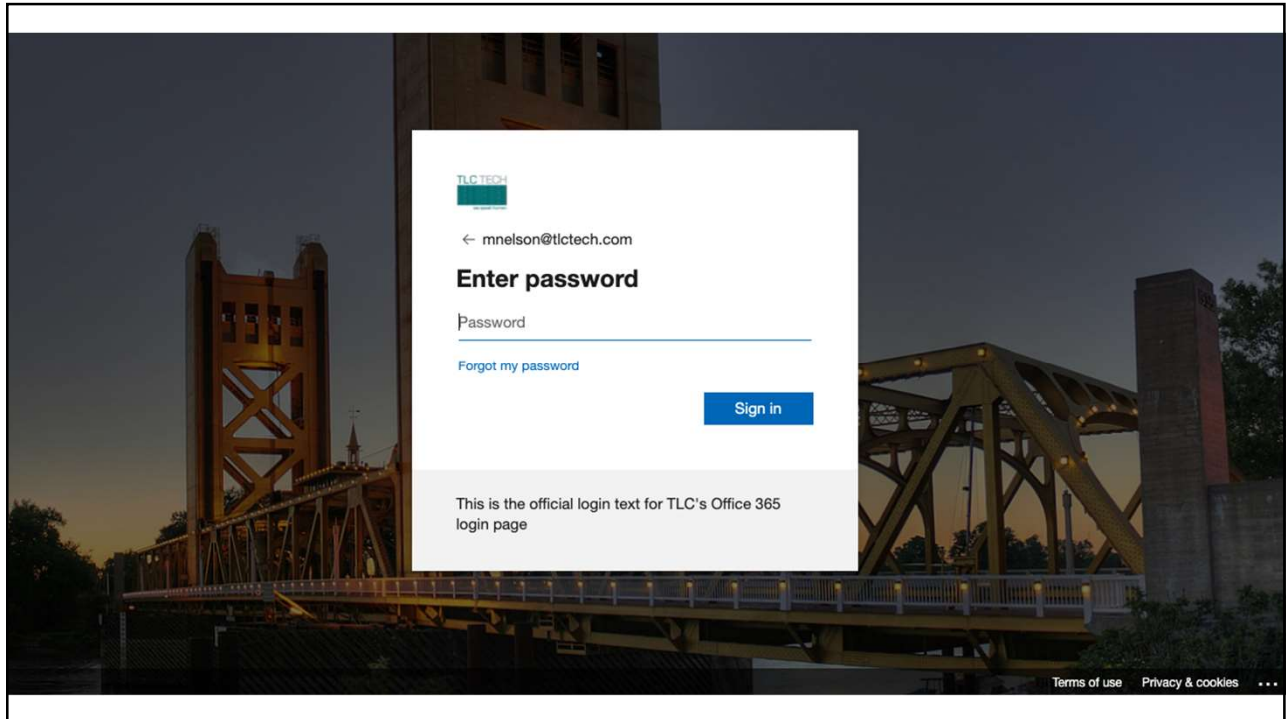 TLC TECH
← mnelson@tlctech.com
Enter password
Password
Forgot my password
Sign in
This is the official login text for TLC's Office 365
login page
Terms of use Privacy & cookies ...